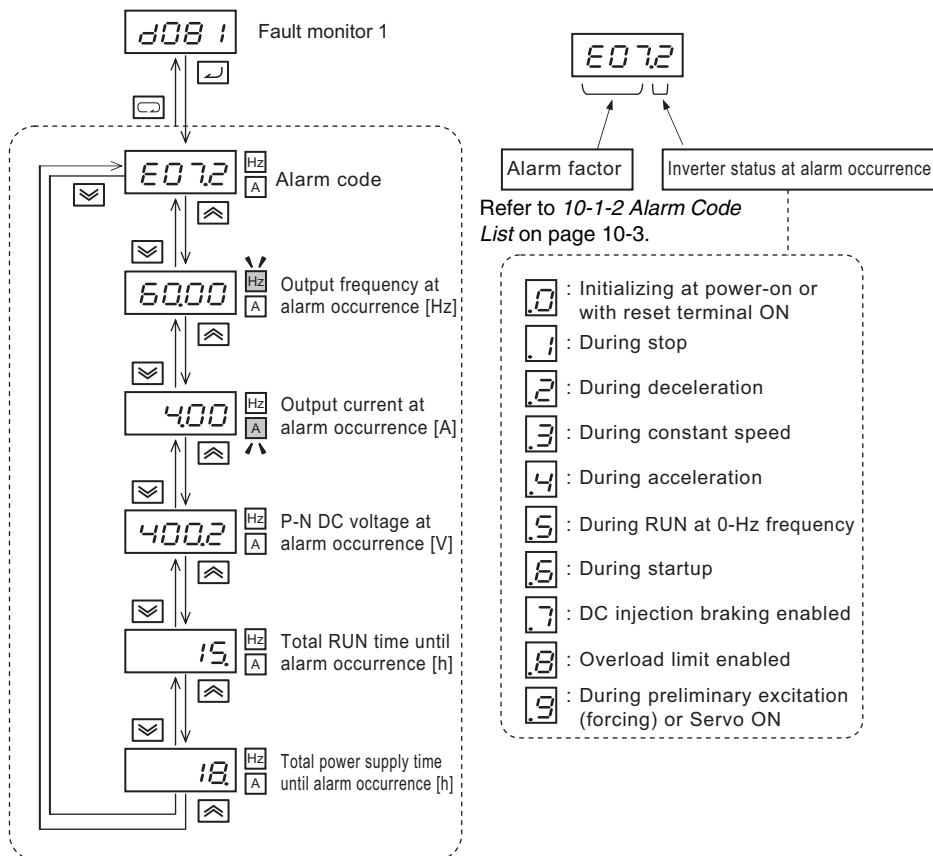 d081
Fault monitor 1
E07.2
Hz
A
Alarm code
60.00
Hz
A
Output frequency at
alarm occurrence [Hz]
4.00
Hz
A
Output current at
alarm occurrence [A]
400.2
Hz
A
P-N DC voltage at
alarm occurrence [V]
15.
Hz
A
Total RUN time until
alarm occurrence [h]
18.
Hz
A
Total power supply time
until alarm occurrence [h]
E07.2
Alarm factor
Inverter status at alarm occurrence
Refer to 10-1-2 Alarm Code
List on page 10-3.
.0 : Initializing at power-on or
with reset terminal ON
.1 : During stop
.2 : During deceleration
.3 : During constant speed
.4 : During acceleration
.5 : During RUN at 0-Hz frequency
.6 : During startup
.7 : DC injection braking enabled
.8 : Overload limit enabled
.9 : During preliminary excitation
(forcing) or Servo ON